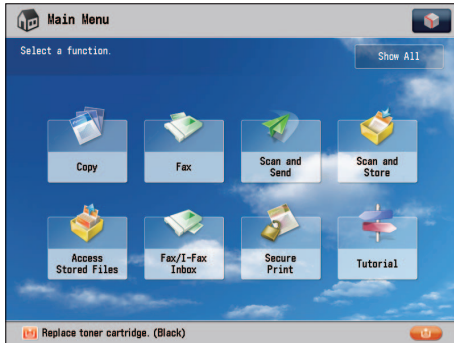 Main Menu
Select a function.
Show All
Copy
Fax
Scan and
Send
Scan and
Store
Access
Stored Files
Fax/I-Fax
Inbox
Secure
Print
Tutorial
Replace toner cartridge. (Black)